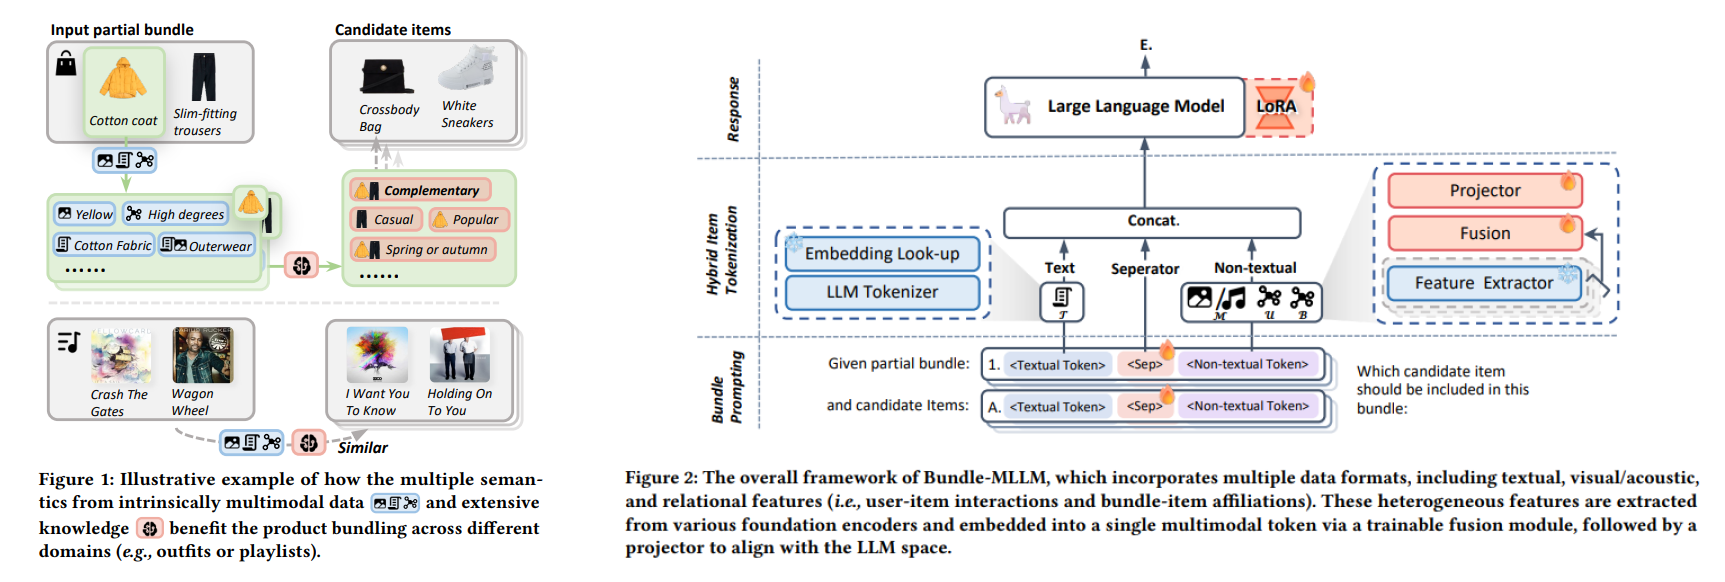 Input partial bundle
Candidate items
Cotton coat
Slim-fitting
trousers
Crossbody
Bag
White
Sneakers
Yellow
High degrees
Cotton Fabric
Outerwear
......
Complementary
Casual
Popular
Spring or autumn
......
YELLOWCARD
DARIUS RUCKER
Crash The
Gates
Wagon
Wheel
I Want You
To Know
Holding On
To You
Similar
Figure 1: Illustrative example of how the multiple seman-
tics from intrinsically multimodal data and extensive
knowledge benefit the product bundling across different
domains (e.g., outfits or playlists).
Response
E.
Large Language Model
LoRA
Hybrid Item
Tokenization
Embedding Look-up
LLM Tokenizer
Concat.
Text
Seperator
Non-textual
T
M
U
B
Projector
Fusion
Feature Extractor
Bundle
Prompting
Given partial bundle:
1. <Textual Token> <Sep> <Non-textual Token>
and candidate Items:
A. <Textual Token> <Sep> <Non-textual Token>
Which candidate item
should be included in this
bundle:
Figure 2: The overall framework of Bundle-MLLM, which incorporates multiple data formats, including textual, visual/acoustic,
and relational features (i.e., user-item interactions and bundle-item affiliations). These heterogeneous features are extracted
from various foundation encoders and embedded into a single multimodal token via a trainable fusion module, followed by a
projector to align with the LLM space.